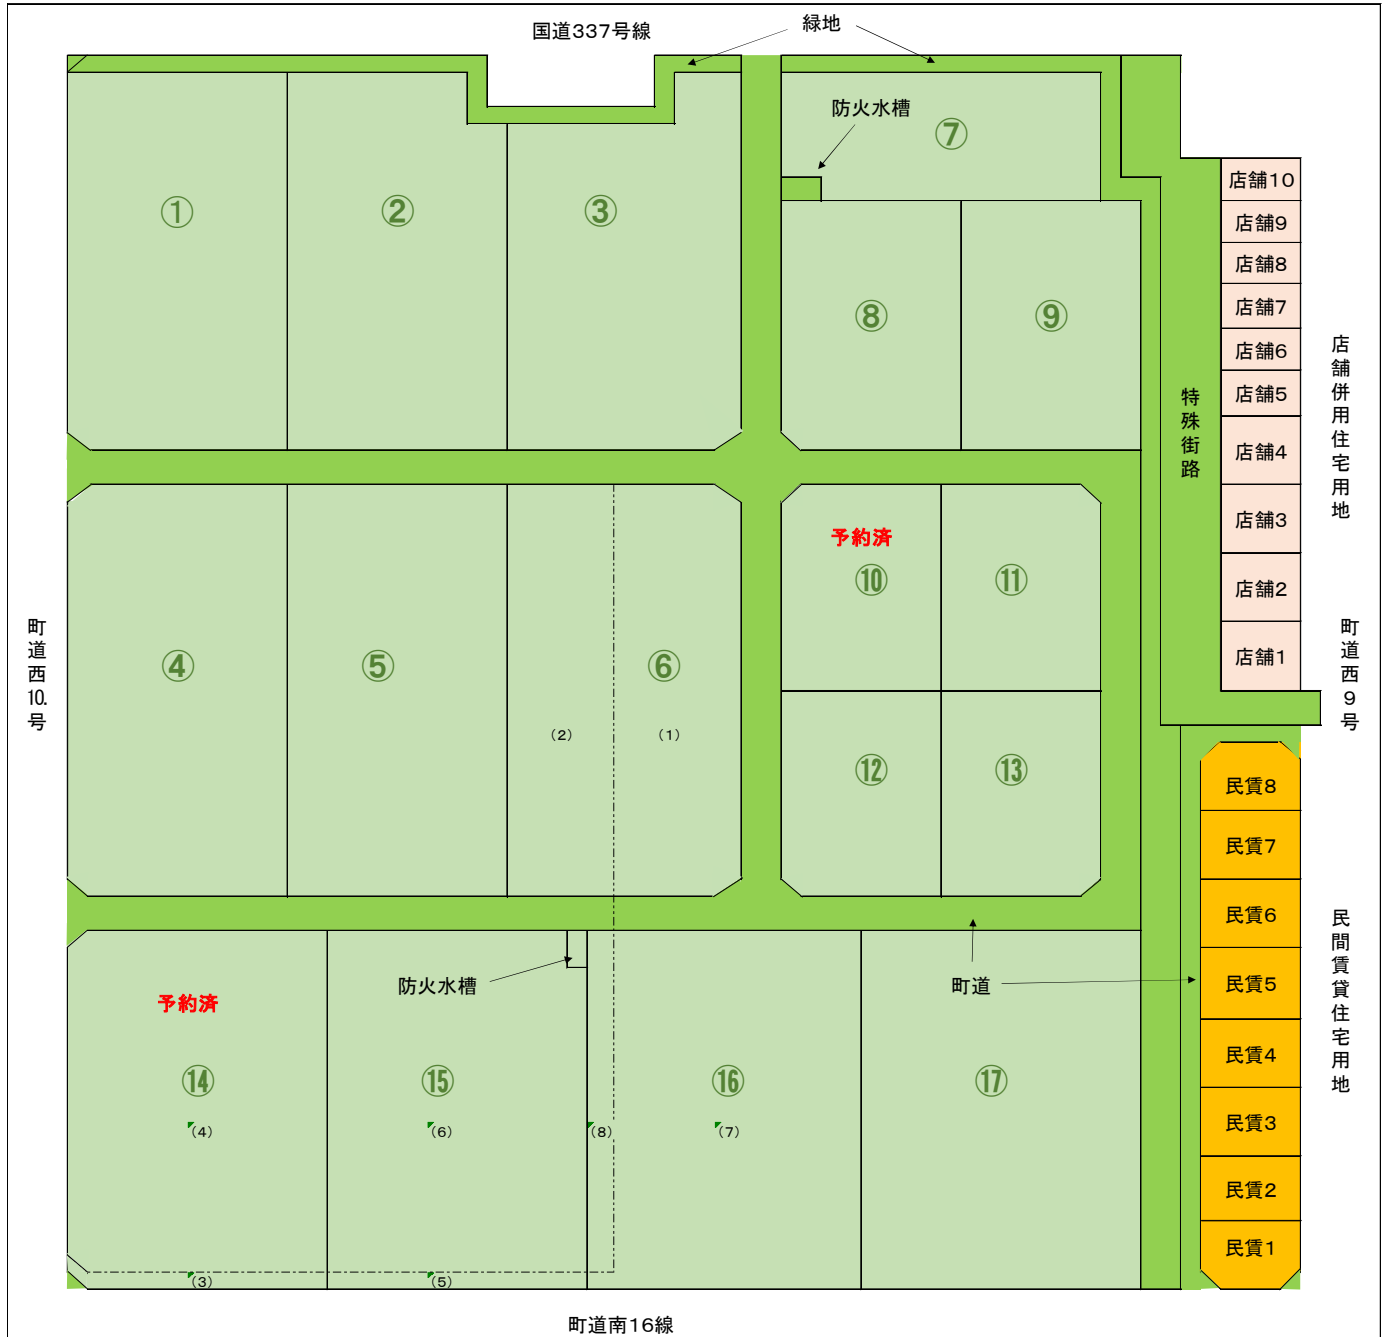 国道337号線
緑地
防火水槽
⑦
①
②
③
⑧
⑨
特殊街路
店舗10
店舗9
店舗8
店舗7
店舗6
店舗5
店舗4
店舗3
店舗2
店舗1
店舗併用住宅用地
予約済
⑩
⑪
町道西10.号
④
⑤
⑥
(2)
(1)
⑫
⑬
町道西9号
民賃8
民賃7
民賃6
民賃5
民賃4
民賃3
民賃2
民賃1
民間賃貸住宅用地
防火水槽
町道
予約済
⑭
⑮
⑯
⑰
(4)
(6)
(8)
(7)
(3)
(5)
町道南16線